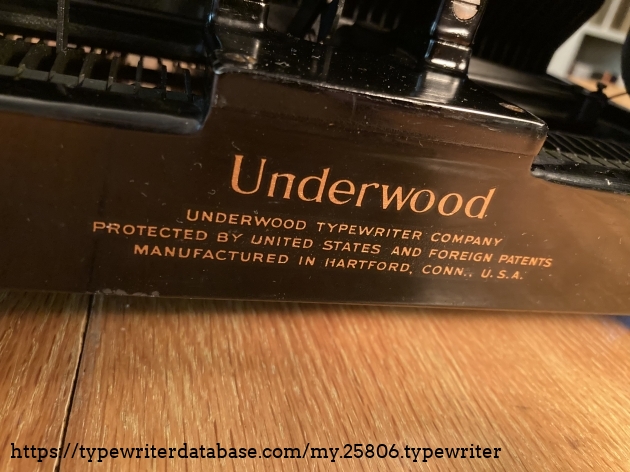 Underwood
UNDERWOOD TYPEWRITER COMPANY
PROTECTED BY UNITED STATES AND FOREIGN PATENTS
MANUFACTURED IN HARTFORD, CONN., U.S.A.
https://typewriterdatabase.com/my.25806.typewriter